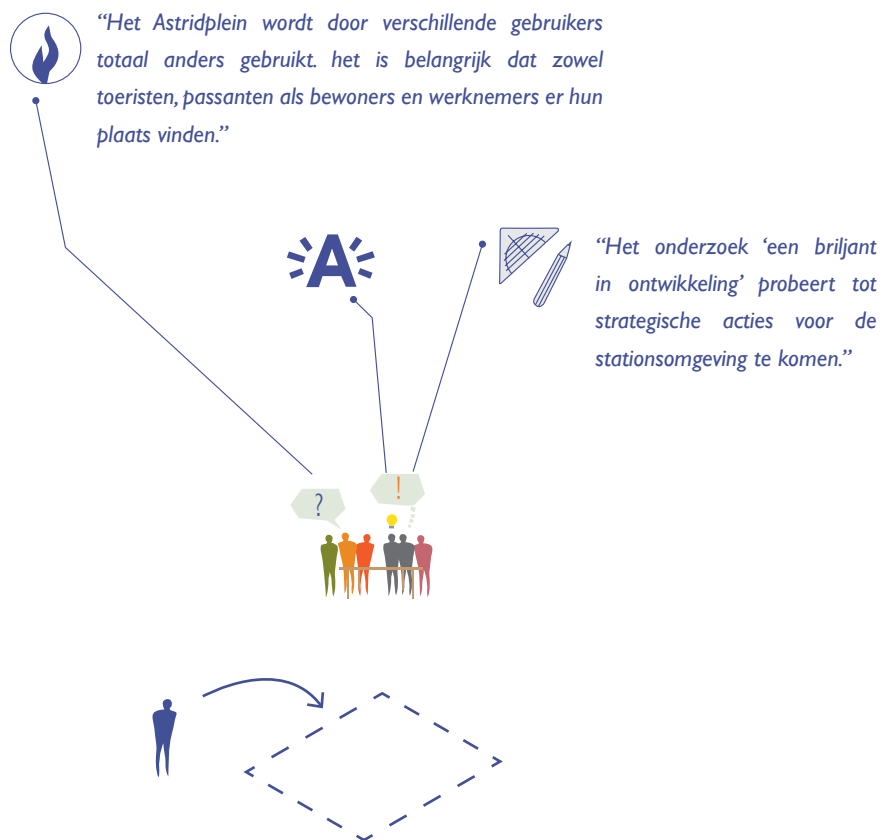 “Het Astridplein wordt door verschillende gebruikers
totaal anders gebruikt. het is belangrijk dat zowel
toeristen, passanten als bewoners en werknemers er hun
plaats vinden.”
A
“Het onderzoek ‘een briljant
in ontwikkeling’ probeert tot
strategische acties voor de
stationsomgeving te komen.”
?
!